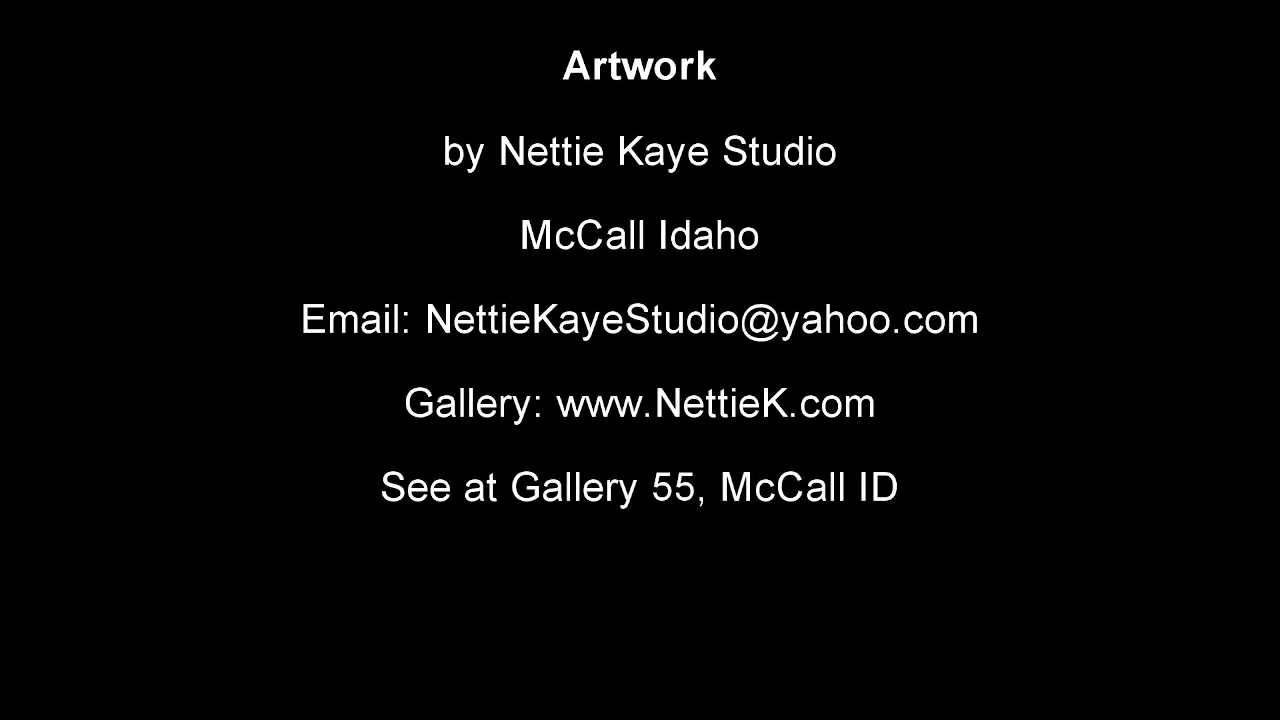 Artwork
by Nettie Kaye Studio
McCall Idaho
Email: NettieKayeStudio@yahoo.com
Gallery: www.NettieK.com
See at Gallery 55, McCall ID